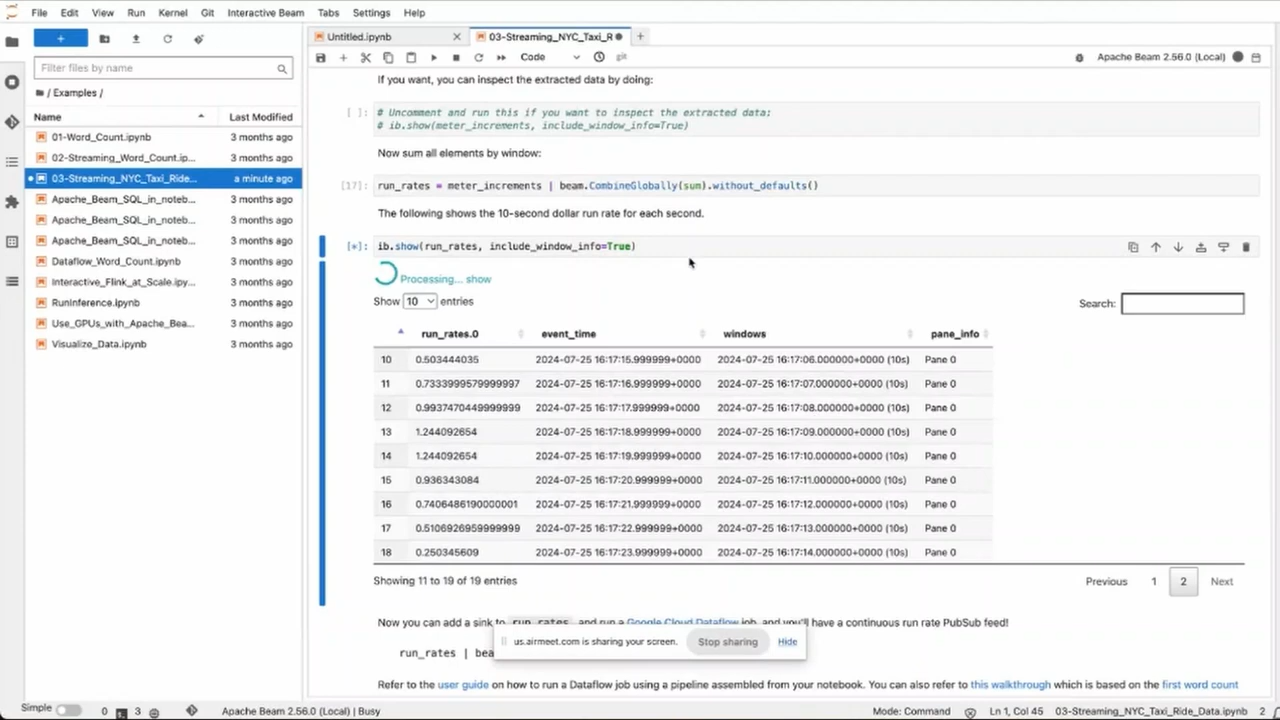 File Edit View Run Kernel Git Interactive Beam Tabs Settings Help
Untitled.ipynb
03-Streaming_NYC_Taxi_R
Filter files by name
/ Examples /
Code
Apache Beam 2.56.0 (Local)
Name Last Modified
01-Word_Count.ipynb 3 months ago
02-Streaming_Word_Count.ip... 3 months ago
03-Streaming_NYC_Taxi_Ride... a minute ago
Apache_Beam_SQL_in_noteb... 3 months ago
Apache_Beam_SQL_in_noteb... 3 months ago
Apache_Beam_SQL_in_noteb... 3 months ago
Dataflow_Word_Count.ipynb 3 months ago
Interactive_Flink_at_Scale.ipy... 3 months ago
RunInference.ipynb 3 months ago
Use_GPUs_with_Apache_Bea... 3 months ago
Visualize_Data.ipynb 3 months ago
If you want, you can inspect the extracted data by doing:
[ ]: # Uncomment and run this if you want to inspect the extracted data:
# ib.show(meter_increments, include_window_info=True)
Now sum all elements by window:
[17]: run_rates = meter_increments | beam.CombineGlobally(sum).without_defaults()
The following shows the 10-second dollar run rate for each second.
[*]: ib.show(run_rates, include_window_info=True)
Processing... show
Show 10 entries Search:
run_rates.0 event_time windows pane_info
10 0.503444035 2024-07-25 16:17:15.999999+0000 2024-07-25 16:17:06.000000+0000 (10s) Pane 0
11 0.7333999579999997 2024-07-25 16:17:16.999999+0000 2024-07-25 16:17:07.000000+0000 (10s) Pane 0
12 0.9937470449999999 2024-07-25 16:17:17.999999+0000 2024-07-25 16:17:08.000000+0000 (10s) Pane 0
13 1.244092654 2024-07-25 16:17:18.999999+0000 2024-07-25 16:17:09.000000+0000 (10s) Pane 0
14 1.244092654 2024-07-25 16:17:19.999999+0000 2024-07-25 16:17:10.000000+0000 (10s) Pane 0
15 0.936343084 2024-07-25 16:17:20.999999+0000 2024-07-25 16:17:11.000000+0000 (10s) Pane 0
16 0.7406486190000001 2024-07-25 16:17:21.999999+0000 2024-07-25 16:17:12.000000+0000 (10s) Pane 0
17 0.5106926959999999 2024-07-25 16:17:22.999999+0000 2024-07-25 16:17:13.000000+0000 (10s) Pane 0
18 0.250345609 2024-07-25 16:17:23.999999+0000 2024-07-25 16:17:14.000000+0000 (10s) Pane 0
Showing 11 to 19 of 19 entries Previous 1 2 Next
Now you can add a sink to run_rates and run a Google Cloud Dataflow job, and you'll have a continuous run rate PubSub feed!
us.airmeet.com is sharing your screen. Stop sharing Hide
run_rates | bea
Refer to the user guide on how to run a Dataflow job using a pipeline assembled from your notebook. You can also refer to this walkthrough which is based on the first word count
Simple 0 3 Apache Beam 2.56.0 (Local) | Busy Mode: Command Ln 1, Col 45 03-Streaming_NYC_Taxi_Ride_Data.ipynb 2